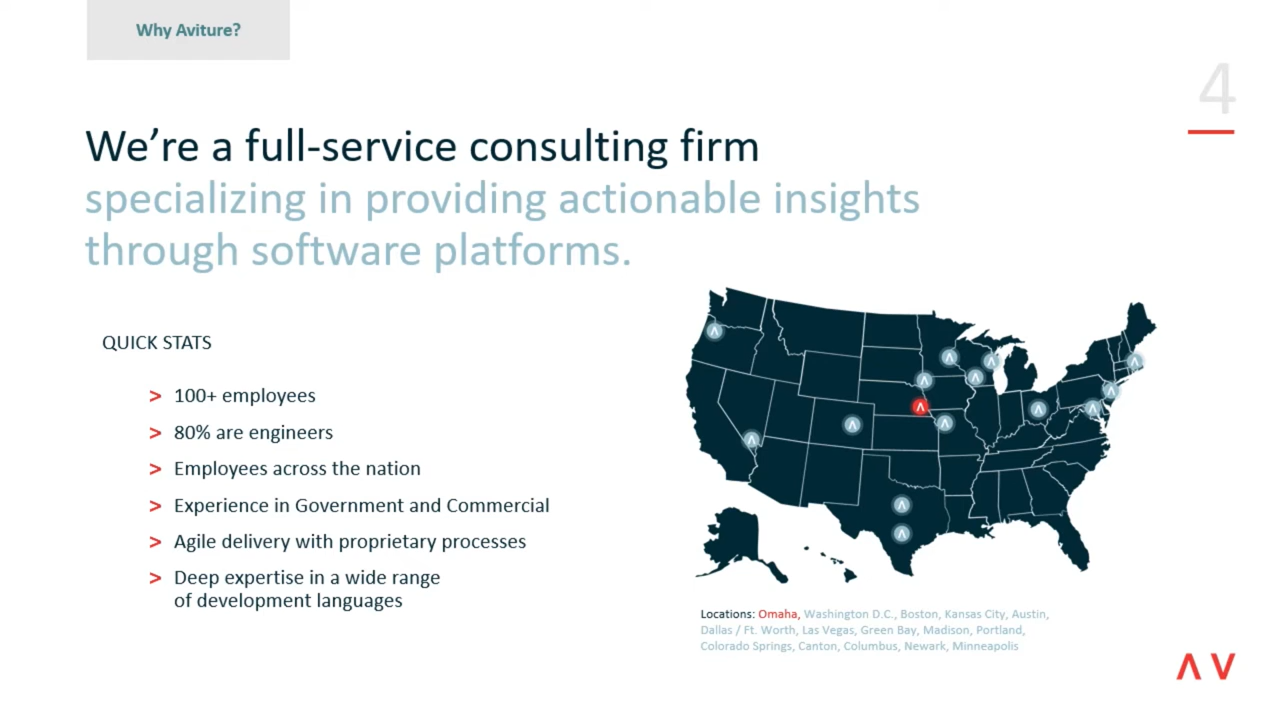 Why Aviture?
4
We’re a full-service consulting firm
specializing in providing actionable insights
through software platforms.
QUICK STATS
> 100+ employees
> 80% are engineers
> Employees across the nation
> Experience in Government and Commercial
> Agile delivery with proprietary processes
> Deep expertise in a wide range
of development languages
Locations: Omaha, Washington D.C., Boston, Kansas City, Austin,
Dallas / Ft. Worth, Las Vegas, Green Bay, Madison, Portland,
Colorado Springs, Canton, Columbus, Newark, Minneapolis